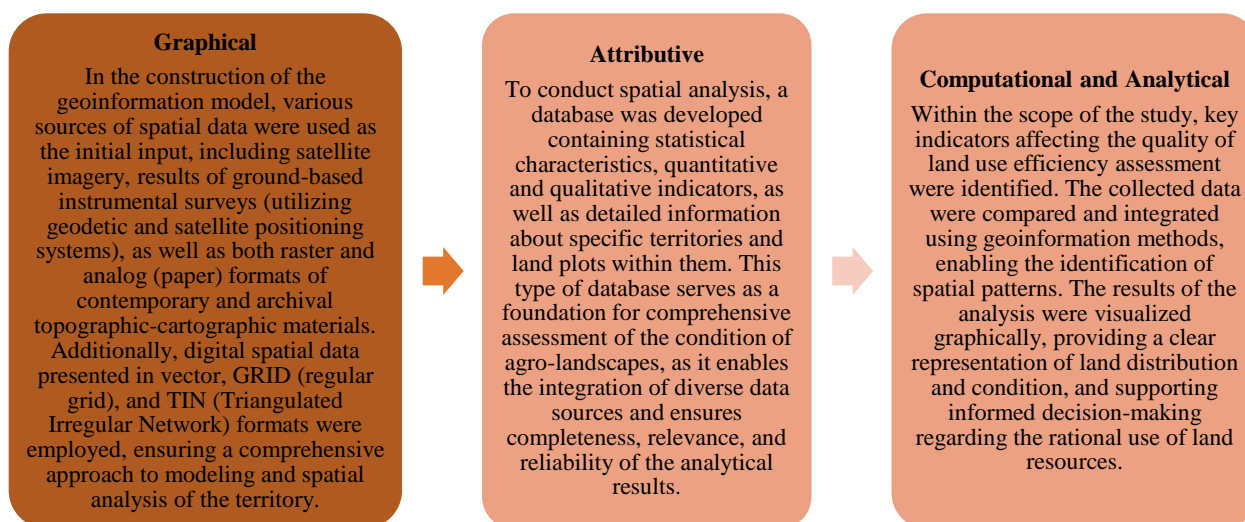 Graphical
In the construction of the
geoinformation model, various
sources of spatial data were used as
the initial input, including satellite
imagery, results of ground-based
instrumental surveys (utilizing
geodetic and satellite positioning
systems), as well as both raster and
analog (paper) formats of
contemporary and archival
topographic-cartographic materials.
Additionally, digital spatial data
presented in vector, GRID (regular
grid), and TIN (Triangulated
Irregular Network) formats were
employed, ensuring a comprehensive
approach to modeling and spatial
analysis of the territory.
Attributive
To conduct spatial analysis, a
database was developed
containing statistical
characteristics, quantitative
and qualitative indicators, as
well as detailed information
about specific territories and
land plots within them. This
type of database serves as a
foundation for comprehensive
assessment of the condition of
agro-landscapes, as it enables
the integration of diverse data
sources and ensures
completeness, relevance, and
reliability of the analytical
results.
Computational and Analytical
Within the scope of the study, key
indicators affecting the quality of
land use efficiency assessment
were identified. The collected data
were compared and integrated
using geoinformation methods,
enabling the identification of
spatial patterns. The results of the
analysis were visualized
graphically, providing a clear
representation of land distribution
and condition, and supporting
informed decision-making
regarding the rational use of land
resources.